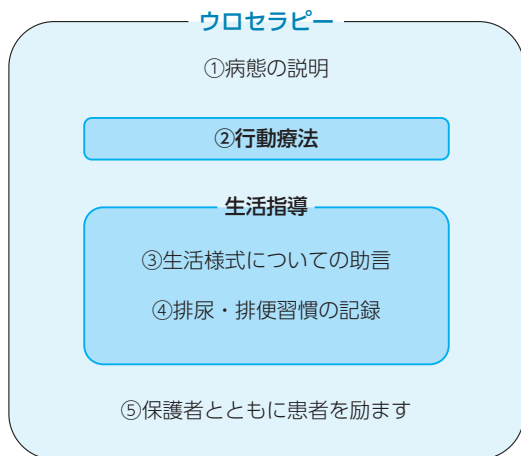 ウロセラピー
①病態の説明
②行動療法
生活指導
③生活様式についての助言
④排尿・排便習慣の記録
⑤保護者とともに患者を励ます